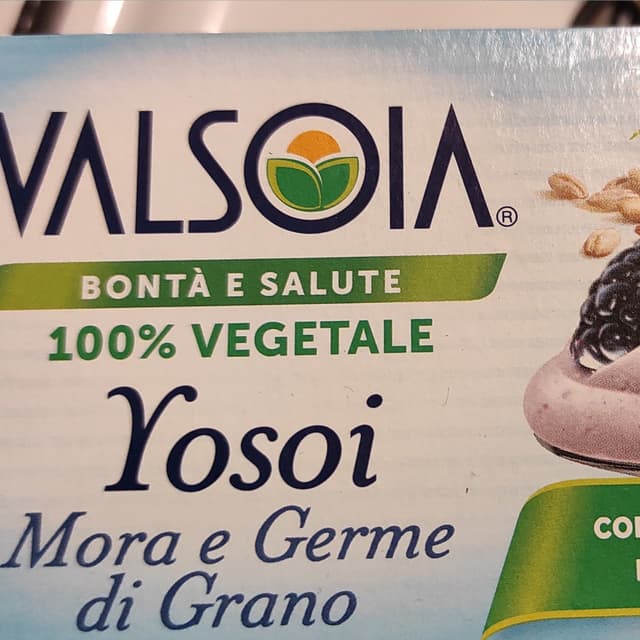 VALSOIA®
BONTÀ E SALUTE
100% VEGETALE
Yosoi
Mora e Germe
di Grano